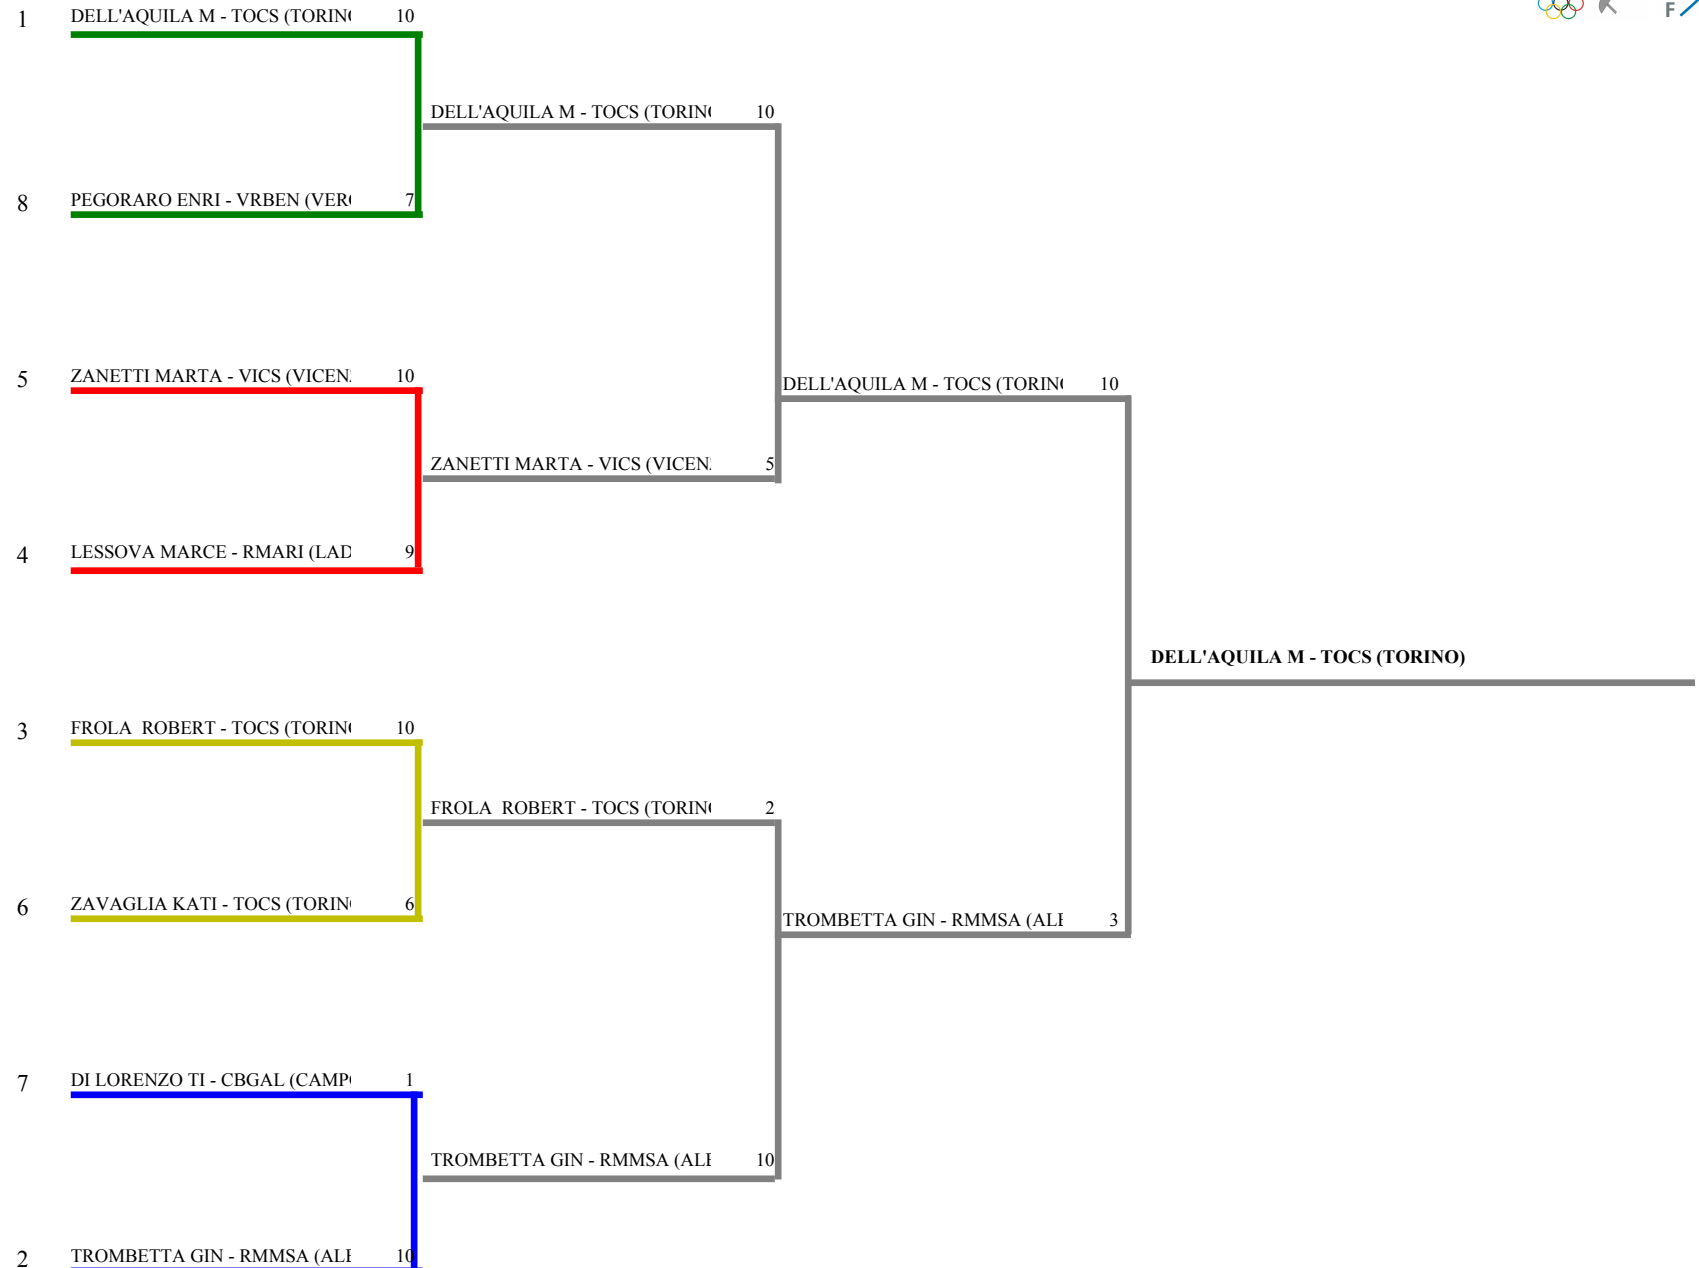 F
1 DELL'AQUILA M - TOCS (TORIN 10
DELL'AQUILA M - TOCS (TORIN 10
8 PEGORARO ENRI - VRBEN (VER 7
5 ZANETTI MARTA - VICS (VICEN 10
DELL'AQUILA M - TOCS (TORIN 10
ZANETTI MARTA - VICS (VICEN 5
4 LESSOVA MARCE - RMARI (LAD 9
DELL'AQUILA M - TOCS (TORINO)
3 FROLA ROBERT - TOCS (TORIN 10
FROLA ROBERT - TOCS (TORIN 2
6 ZAVAGLIA KATI - TOCS (TORIN 6
TROMBETTA GIN - RMMSA (AL 3
7 DI LORENZO TI - CBGAL (CAMP 1
TROMBETTA GIN - RMMSA (AL 10
2 TROMBETTA GIN - RMMSA (AL 10